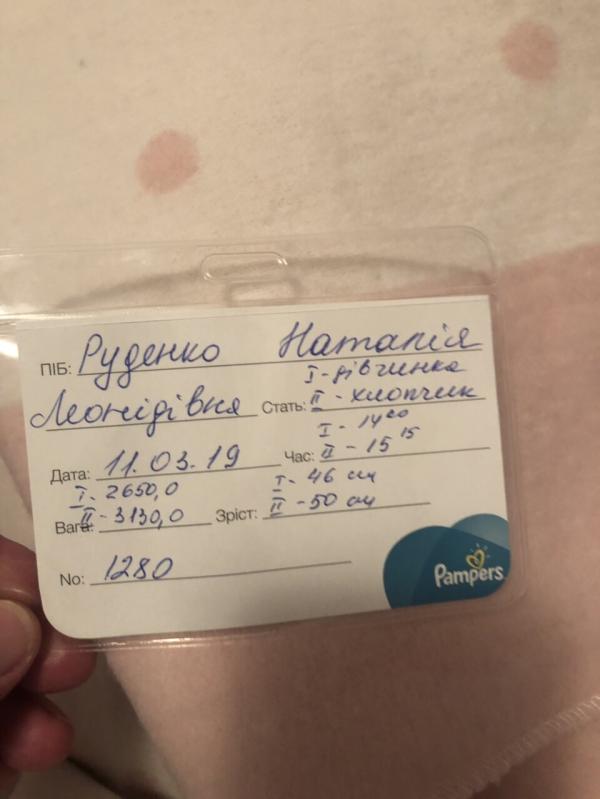 ПІБ: Руденко Наталія
Леонідівна Стать: I - дівчинка
II - хлопчик
Дата: 11.03.19 Час: I - 14⁰⁰
II - 15¹⁵
Вага: I - 2650,0
II - 3130,0
Зріст: I - 46 см
II - 50 см
No: 1280
Pampers